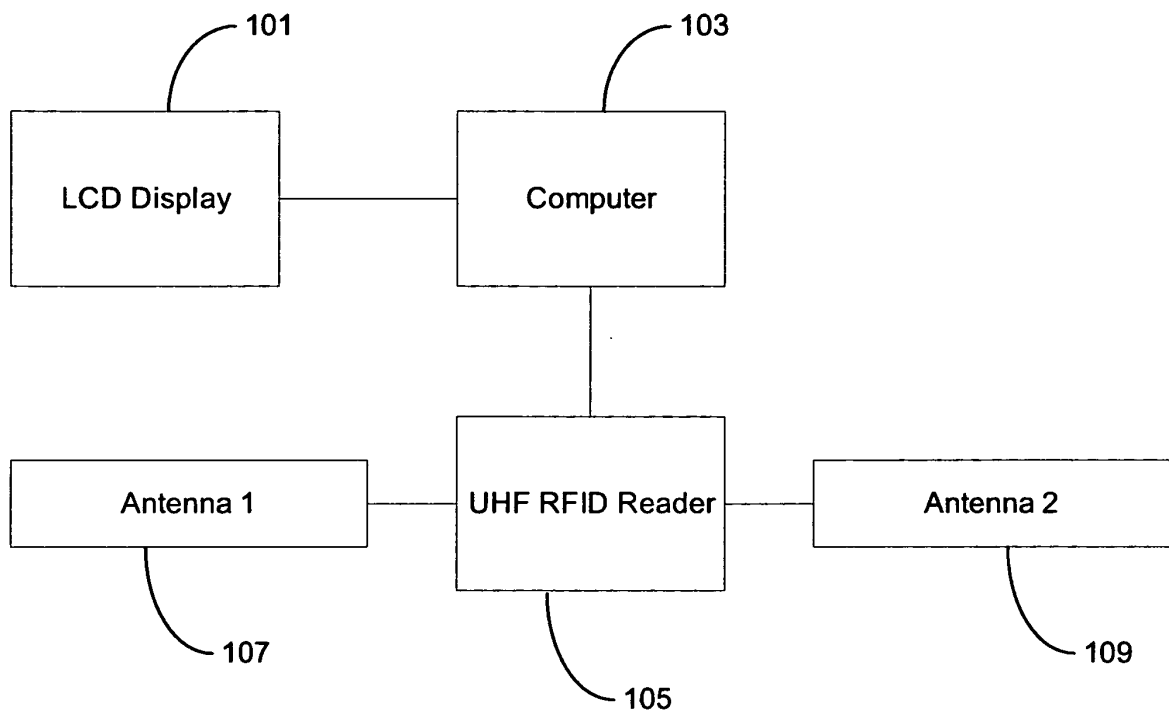 101
103
LCD Display
Computer
Antenna 1
UHF RFID Reader
Antenna 2
107
105
109